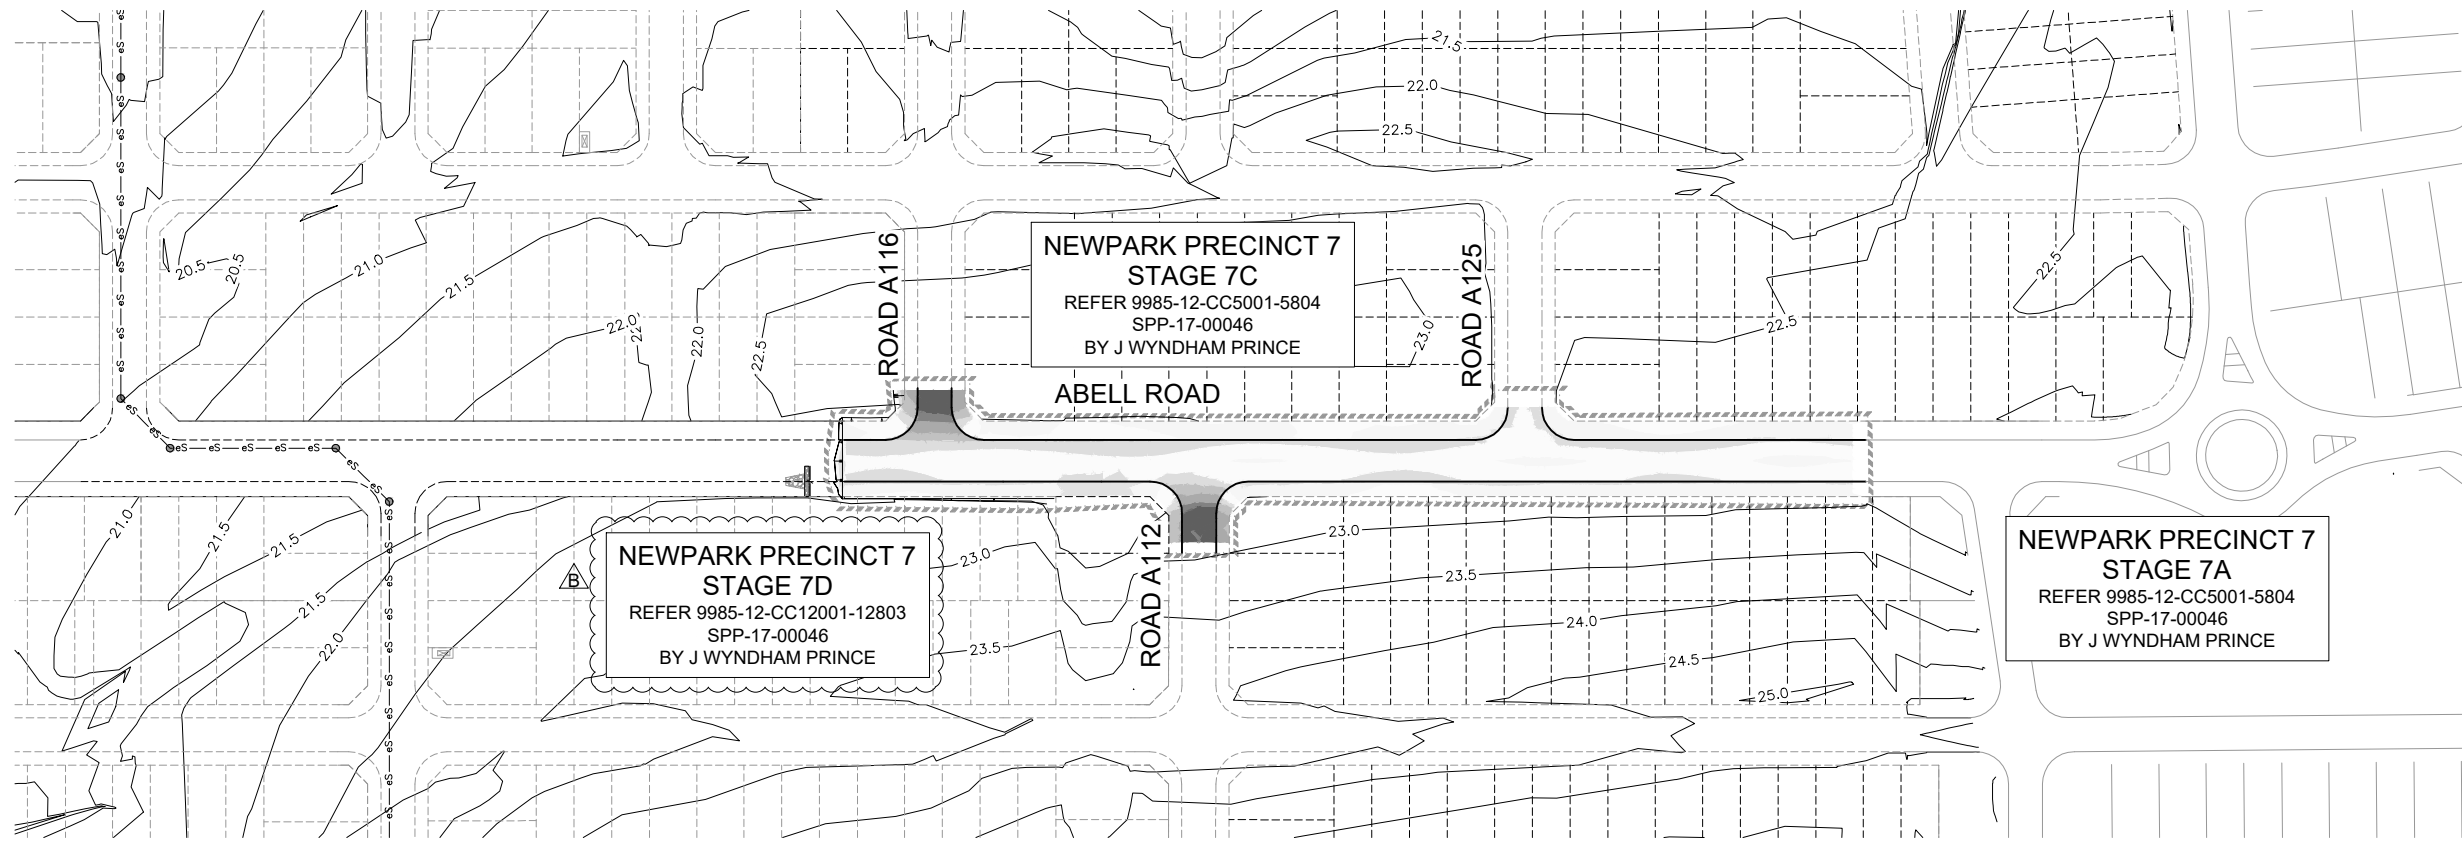 21.5
22.0
22.5
20.5
20.5
21.0
21.5
22.0
22.0
22.5
ROAD A116
NEWPARK PRECINCT 7
STAGE 7C
REFER 9985-12-CC5001-5804
SPP-17-00046
BY J WYNDHAM PRINCE
23.0
ROAD A125
22.5
22.5
ABELL ROAD
eS eS eS eS eS
21.0
21.5
21.5
21.5
22.0
B
NEWPARK PRECINCT 7
STAGE 7D
REFER 9985-12-CC12001-12803
SPP-17-00046
BY J WYNDHAM PRINCE
23.0
23.5
ROAD A112
23.0
23.5
24.0
24.5
25.0
NEWPARK PRECINCT 7
STAGE 7A
REFER 9985-12-CC5001-5804
SPP-17-00046
BY J WYNDHAM PRINCE